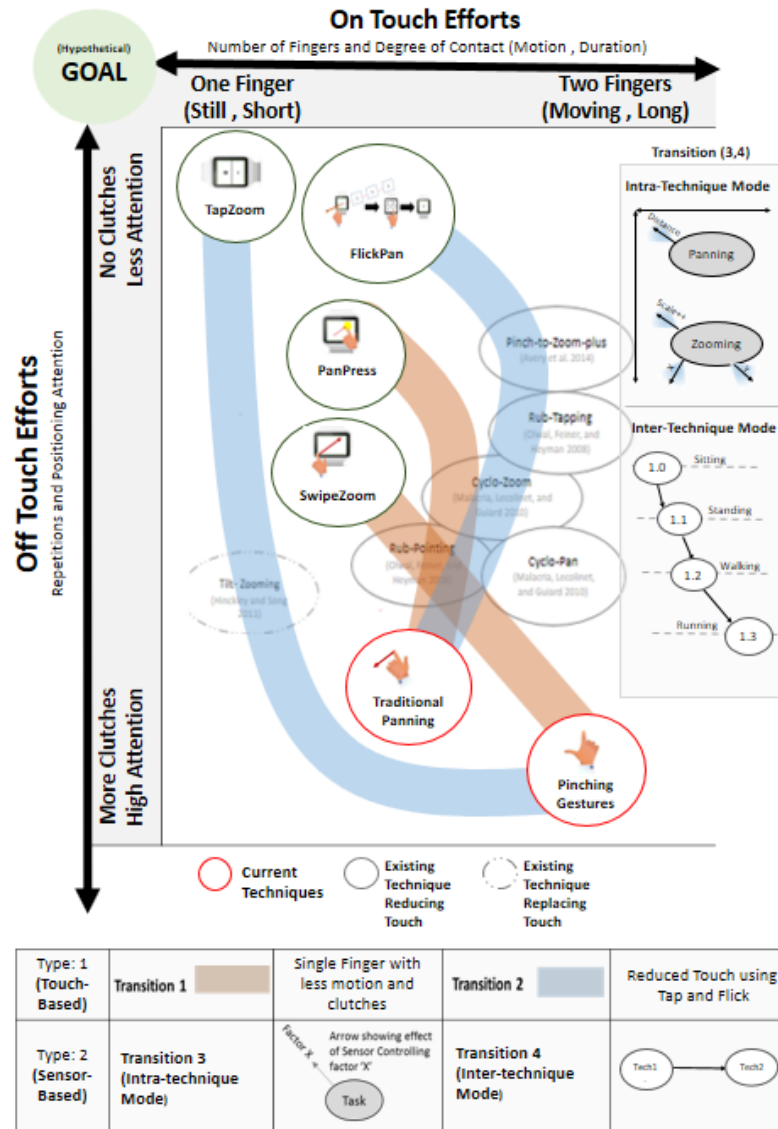 On Touch Efforts
Number of Fingers and Degree of Contact (Motion , Duration)
(Hypothetical)
GOAL
One Finger
(Still , Short)
Two Fingers
(Moving , Long)
Off Touch Efforts
Repetitions and Positioning Attention
No Clutches
Less Attention
More Clutches
High Attention
TapZoom
FlickPan
PanPress
SwipeZoom
Pinch-to-Zoom-plus
(Avery et al. 2014)
Rub-Tapping
(Olwal, Feiner, and
Heyman 2008)
Cyclo-Zoom
(Malacria, Lecolinet, and
Guiard 2010)
Rub-Pointing
(Olwal, Feiner, and
Heyman 2008)
Cyclo-Pan
(Malacria, Lecolinet,
and Guiard 2010)
Tilt- Zooming
(Hinckley and Song
2011)
Traditional
Panning
Pinching
Gestures
Transition (3,4)
Intra-Technique Mode
Distance
Panning
Scale++
Zooming
X
Y
Inter-Technique Mode
1.0
Sitting
1.1
Standing
1.2
Walking
Running
1.3
Current
Techniques
Existing
Technique
Reducing
Touch
Existing
Technique
Replacing
Touch
Type: 1
(Touch-
Based)
Transition 1
Single Finger with
less motion and
clutches
Transition 2
Reduced Touch using
Tap and Flick
Type: 2
(Sensor-
Based)
Transition 3
(Intra-technique
Mode)
Factor X
Arrow showing effect
of Sensor Controlling
factor 'X'
Task
Transition 4
(Inter-technique
Mode)
Tech1
Tech2